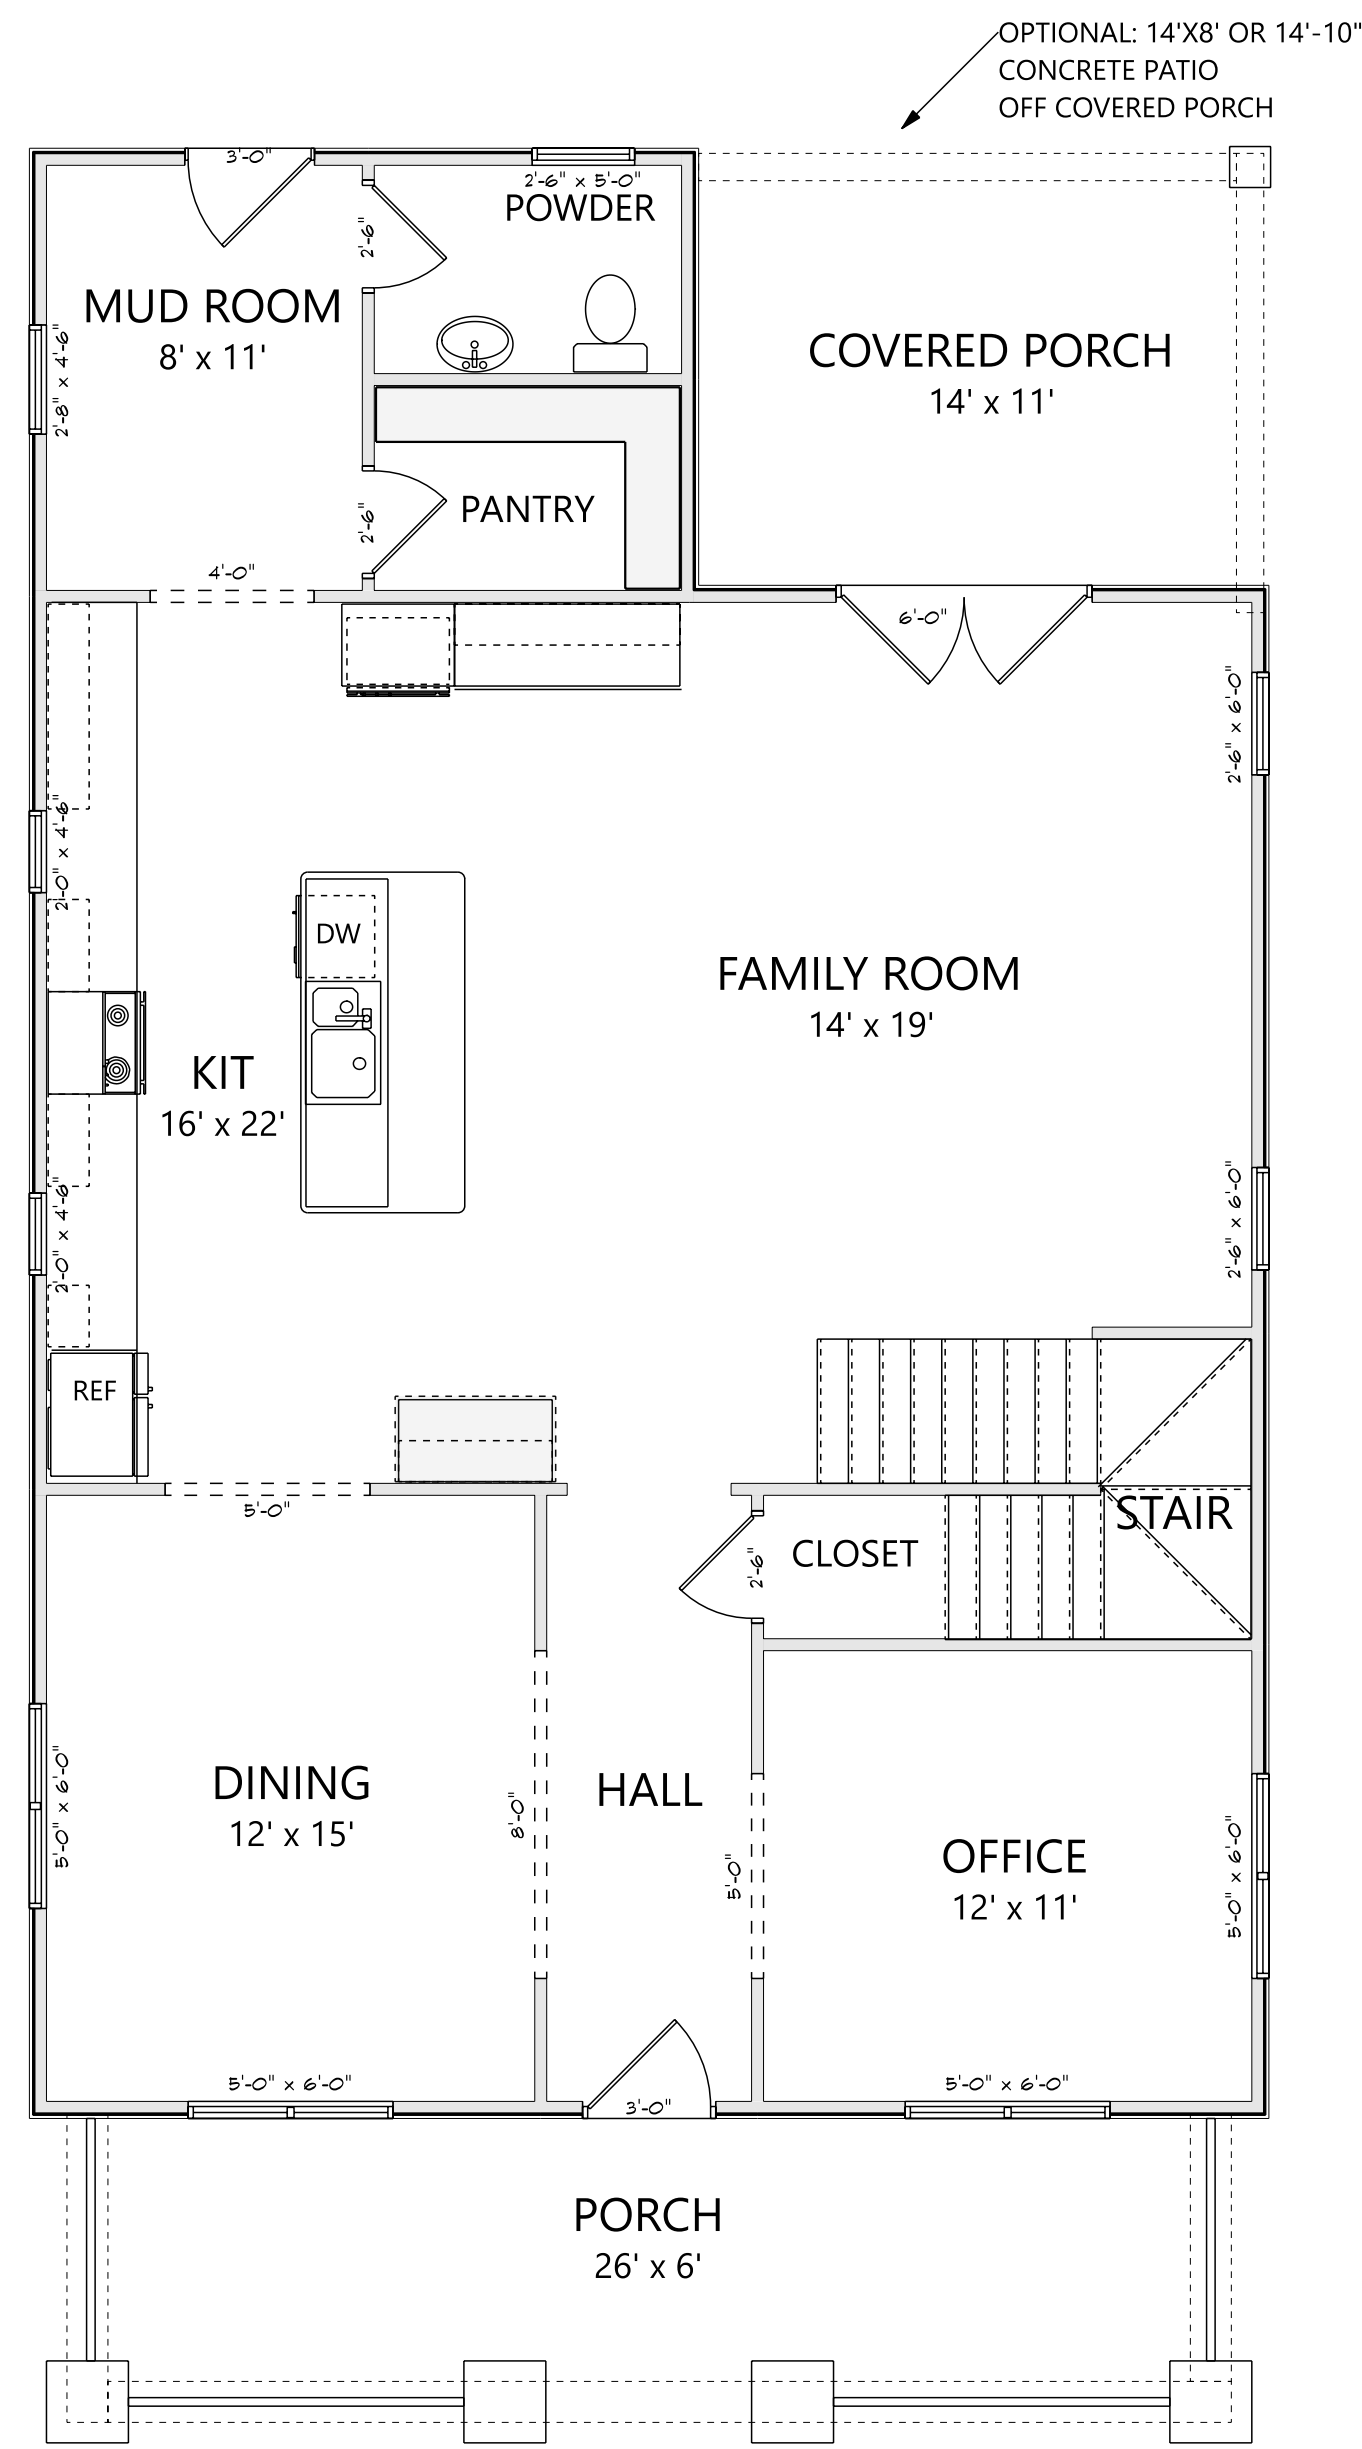 OPTIONAL: 14'X8' OR 14'-10"
CONCRETE PATIO
OFF COVERED PORCH
3'-0"
2'-6" x 5'-0"
POWDER
2'-6"
MUD ROOM
8' x 11'
2'-8" x 4'-6"
COVERED PORCH
14' x 11'
PANTRY
2'-6"
4'-0"
6'-0"
2'-6" x 6'-0"
2'-0" x 4'-6"
DW
FAMILY ROOM
14' x 19'
KIT
16' x 22'
2'-0" x 4'-6"
2'-6" x 6'-0"
REF
5'-0"
STAIR
CLOSET
2'-6"
DINING
12' x 15'
5'-0" x 6'-0"
8'-0"
HALL
5'-0"
OFFICE
12' x 11'
5'-0" x 6'-0"
5'-0" x 6'-0"
3'-0"
5'-0" x 6'-0"
PORCH
26' x 6'